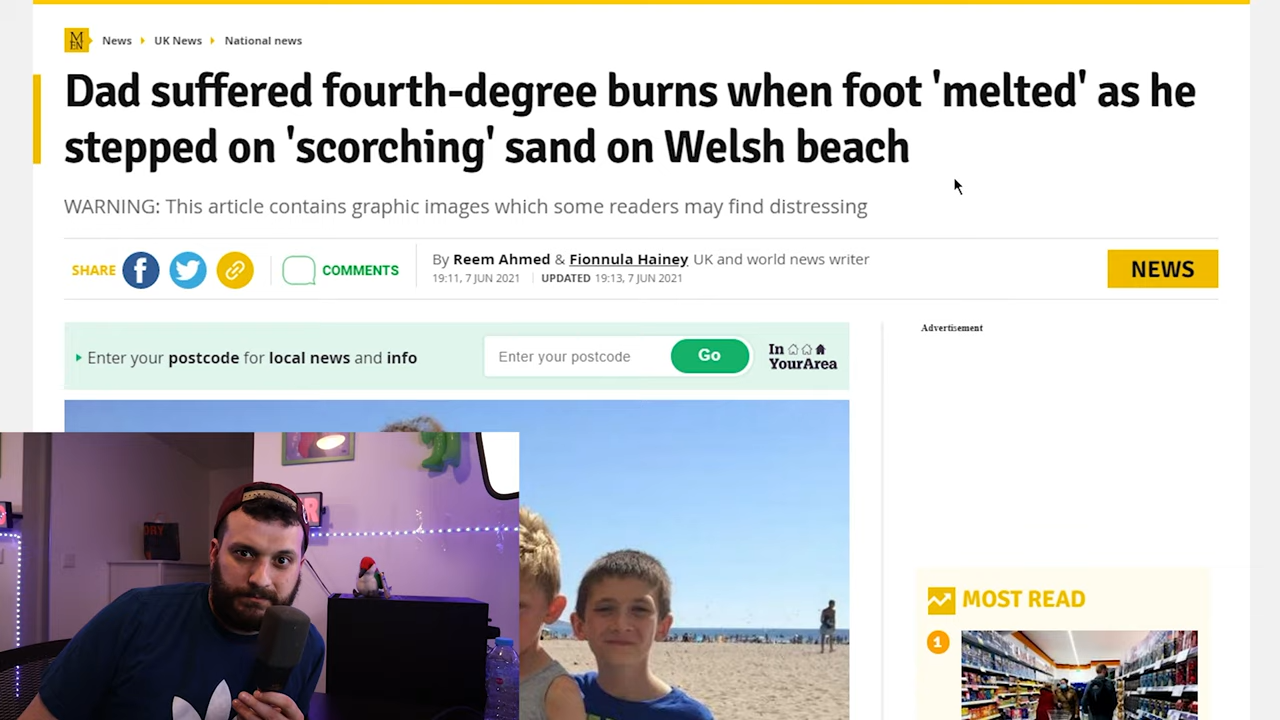 MEN News UK News National news
Dad suffered fourth-degree burns when foot 'melted' as he
stepped on 'scorching' sand on Welsh beach
WARNING: This article contains graphic images which some readers may find distressing
SHARE COMMENTS
By Reem Ahmed & Fionnula Hainey UK and world news writer
19:11, 7 JUN 2021 UPDATED 19:13, 7 JUN 2021
NEWS
Enter your postcode for local news and info
Enter your postcode
Go
In
YourArea
Advertisement
MOST READ
1